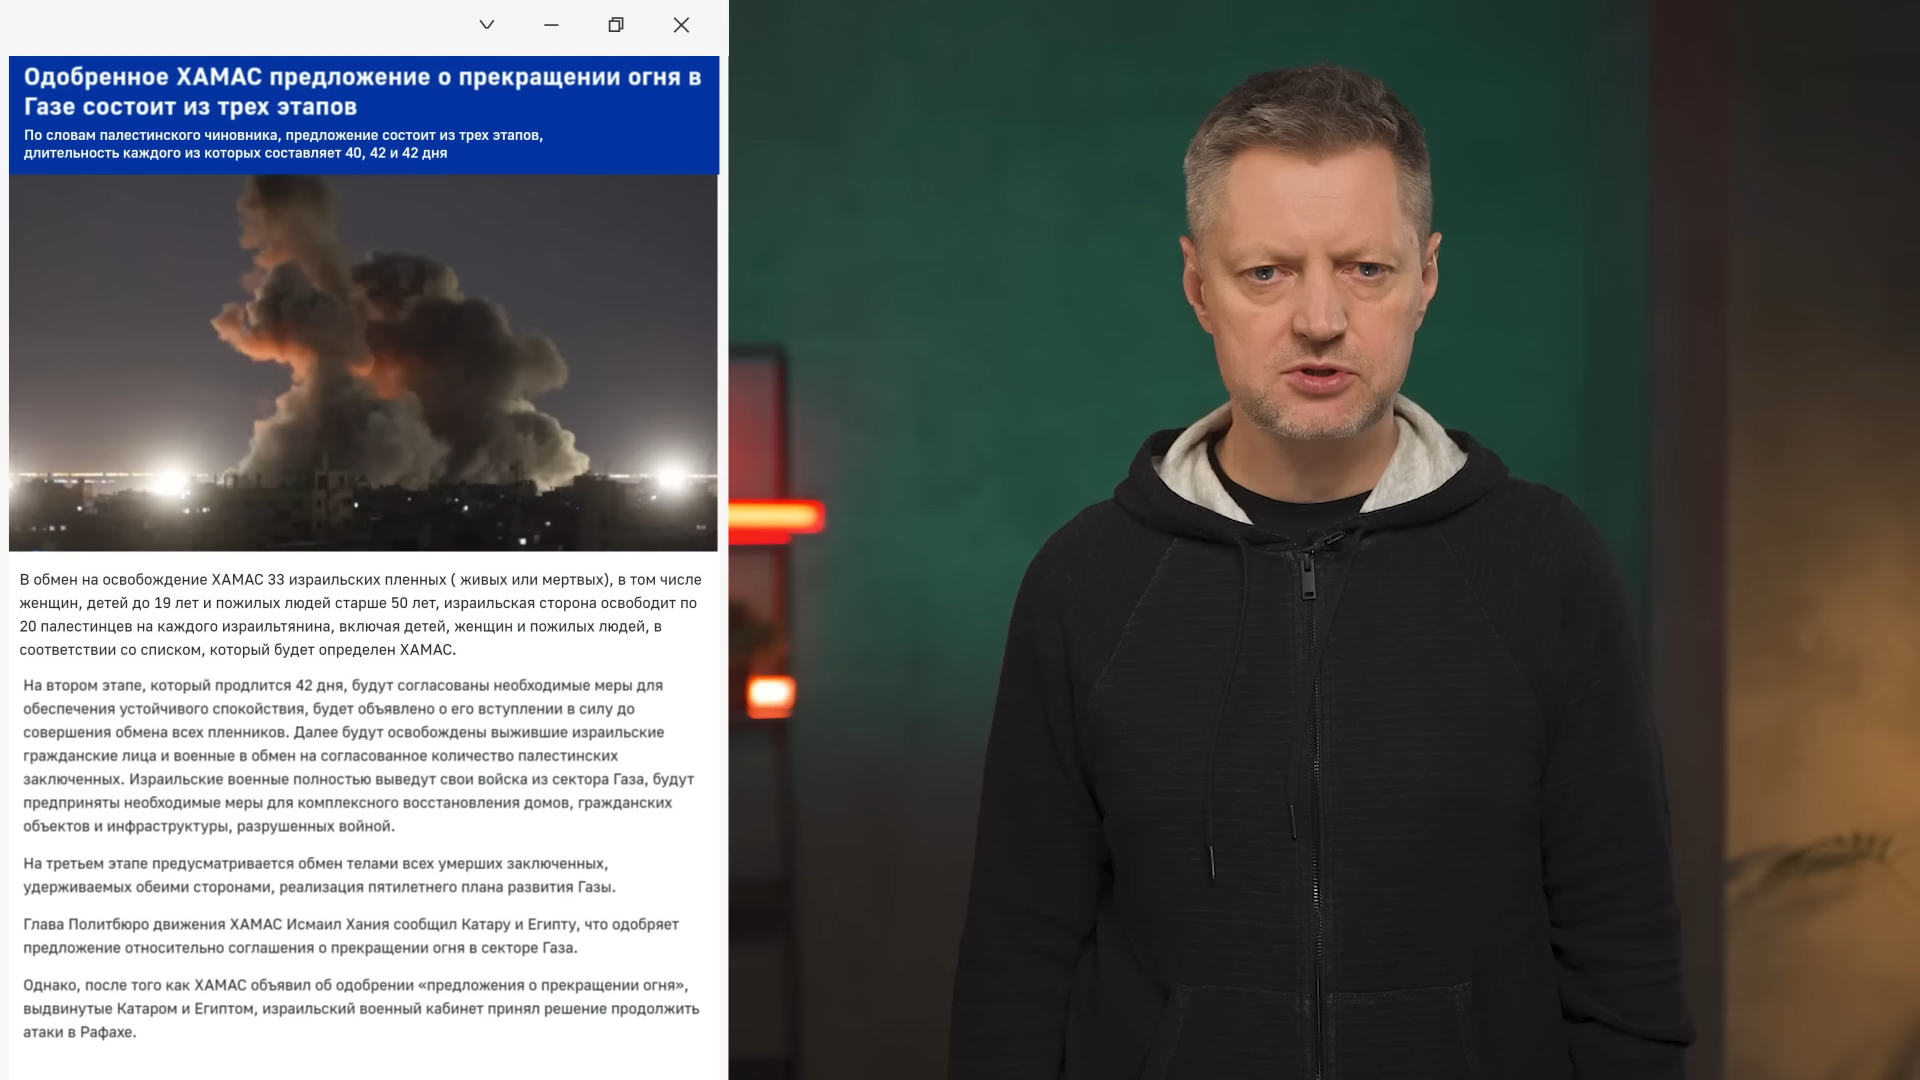 Одобренное ХАМАС предложение о прекращении огня в
Газе состоит из трех этапов
По словам палестинского чиновника, предложение состоит из трех этапов,
длительность каждого из которых составляет 40, 42 и 42 дня
В обмен на освобождение ХАМАС 33 израильских пленных ( живых или мертвых), в том числе
женщин, детей до 19 лет и пожилых людей старше 50 лет, израильская сторона освободит по
20 палестинцев на каждого израильтянина, включая детей, женщин и пожилых людей, в
соответствии со списком, который будет определен ХАМАС.
На втором этапе, который продлится 42 дня, будут согласованы необходимые меры для
обеспечения устойчивого спокойствия, будет объявлено о его вступлении в силу до
совершения обмена всех пленников. Далее будут освобождены выжившие израильские
гражданские лица и военные в обмен на согласованное количество палестинских
заключенных. Израильские военные полностью выведут свои войска из сектора Газа, будут
предприняты необходимые меры для комплексного восстановления домов, гражданских
объектов и инфраструктуры, разрушенных войной.
На третьем этапе предусматривается обмен телами всех умерших заключенных,
удерживаемых обеими сторонами, реализация пятилетнего плана развития Газы.
Глава Политбюро движения ХАМАС Исмаил Хания сообщил Катару и Египту, что одобряет
предложение относительно соглашения о прекращении огня в секторе Газа.
Однако, после того как ХАМАС объявил об одобрении «предложения о прекращении огня»,
выдвинутые Катаром и Египтом, израильский военный кабинет принял решение продолжить
атаки в Рафахе.